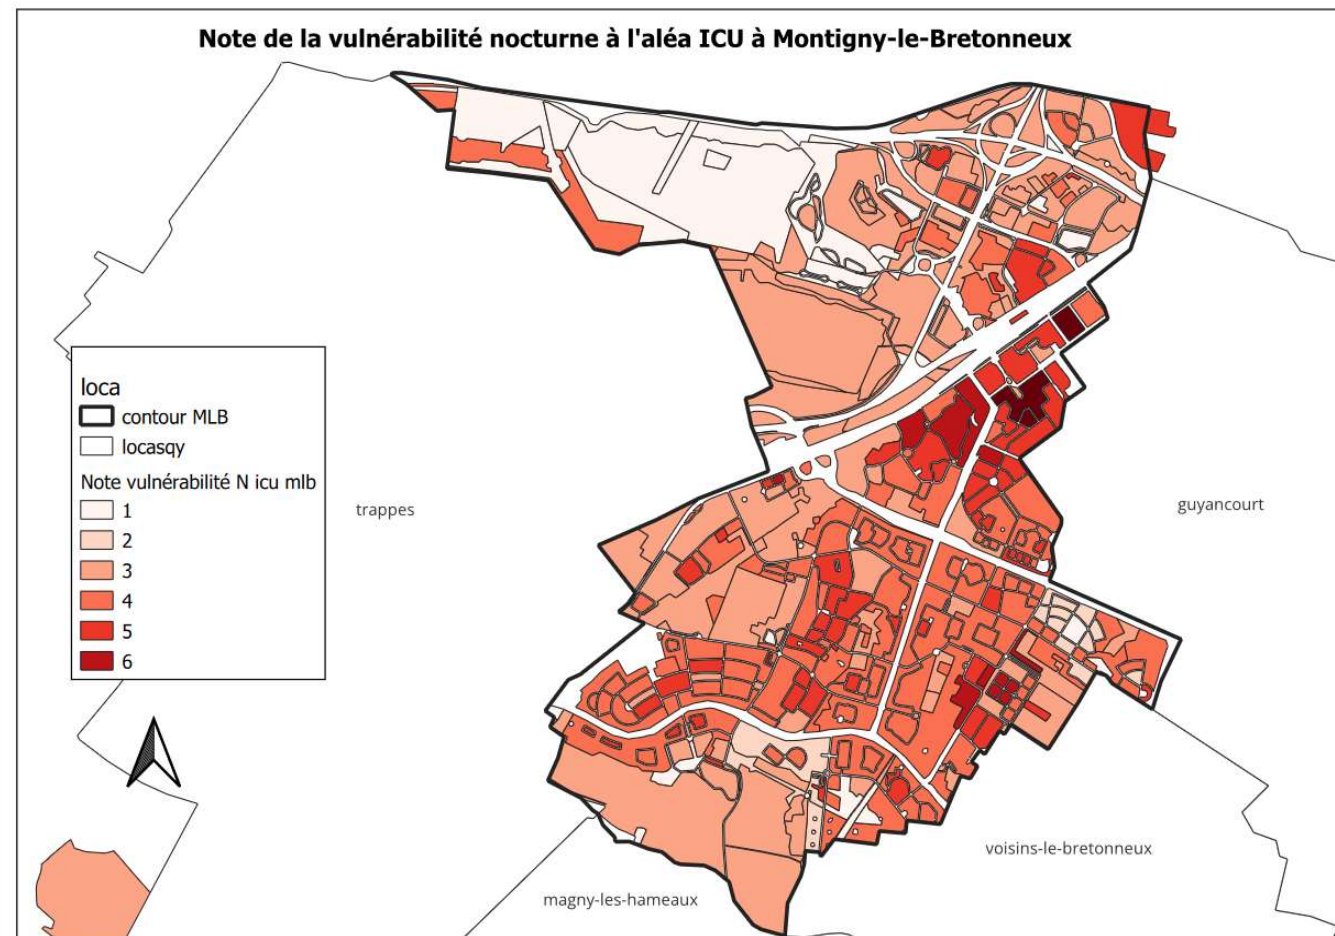 Note de la vulnérabilité nocturne à l'aléa ICU à Montigny-le-Bretonneux
loca
contour MLB
locasqy
Note vulnérabilité N icu mlb
1
2
3
4
5
6
trappes
guyancourt
voisins-le-bretonneux
magny-les-hameaux